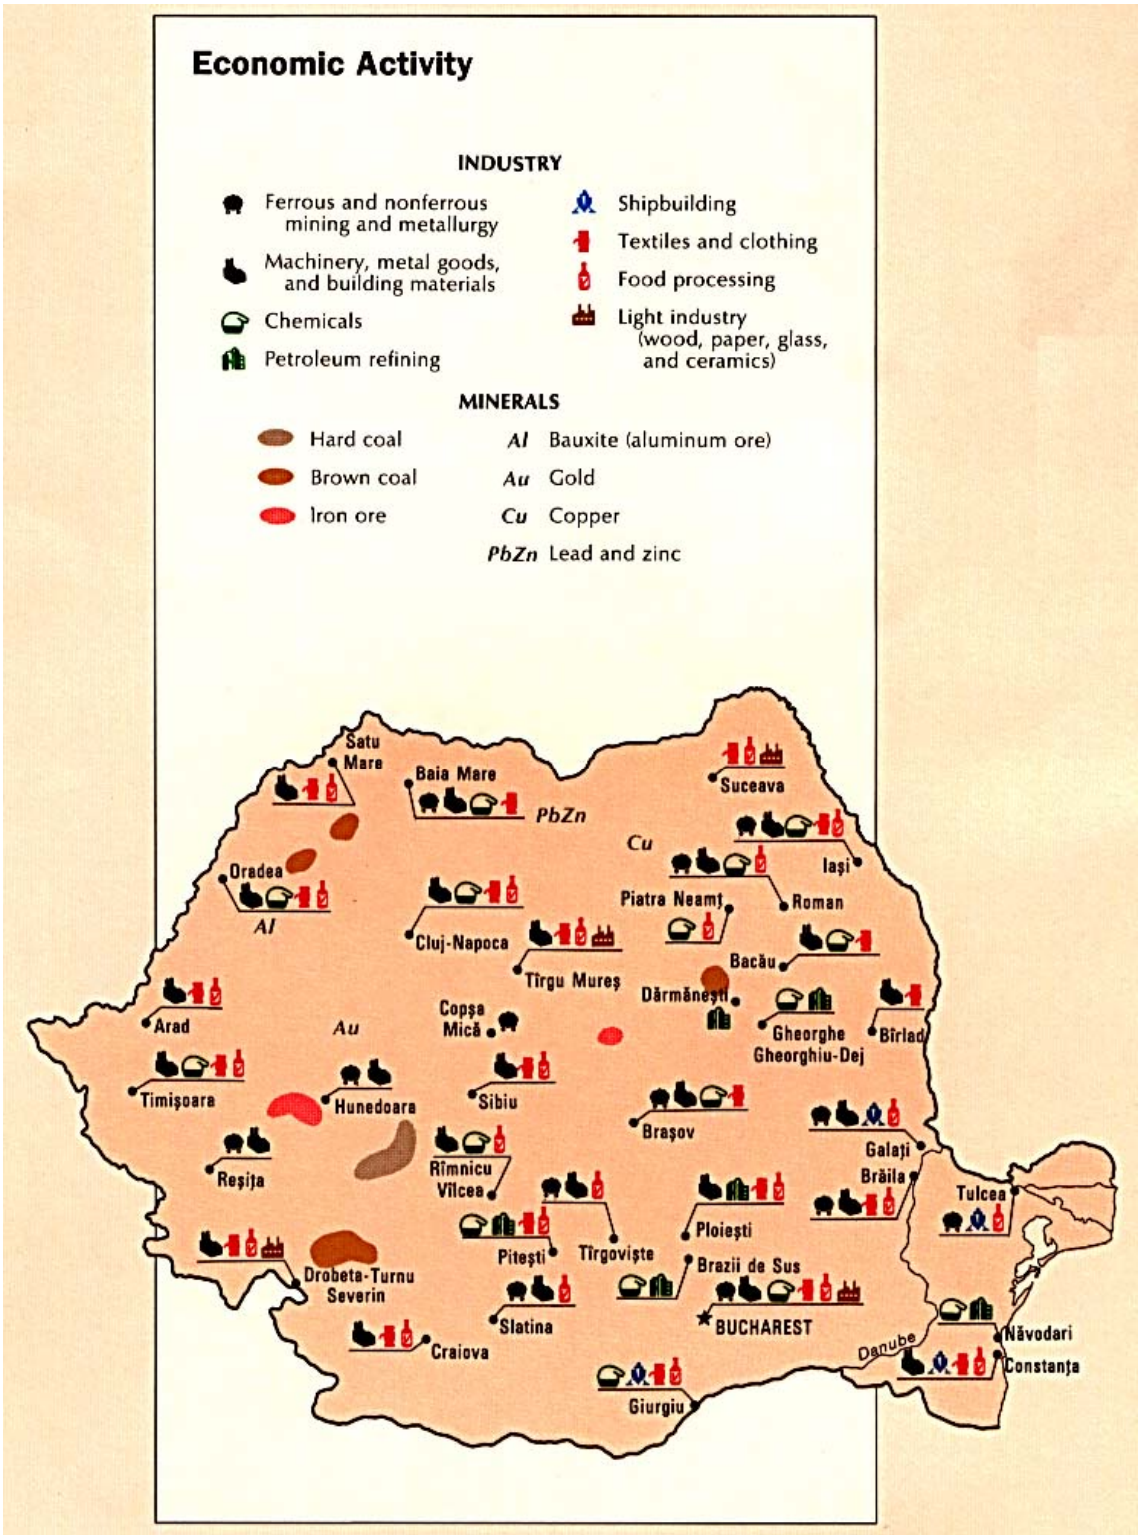 Economic Activity
INDUSTRY
Ferrous and nonferrous
mining and metallurgy
Machinery, metal goods,
and building materials
Chemicals
Petroleum refining
Shipbuilding
Textiles and clothing
Food processing
Light industry
(wood, paper, glass,
and ceramics)
MINERALS
Hard coal
Brown coal
Iron ore
Al Bauxite (aluminum ore)
Au Gold
Cu Copper
PbZn Lead and zinc
Satu
Mare
Baia Mare
PbZn
Suceava
Cu
Iași
Oradea
Al
Piatra Neamț
Roman
Cluj-Napoca
Tîrgu Mureș
Bacău
Dărmănești
Gheorghe
Gheorghiu-Dej
Bîrlad
Arad
Au
Copșa
Mică
Timișoara
Hunedoara
Sibiu
Brașov
Galați
Reșița
Rîmnicu
Vîlcea
Brăila
Tulcea
Pitești
Tîrgoviște
Ploiești
Brazii de Sus
Drobeta-Turnu
Severin
Slatina
BUCHAREST
Craiova
Danube
Năvodari
Constanța
Giurgiu